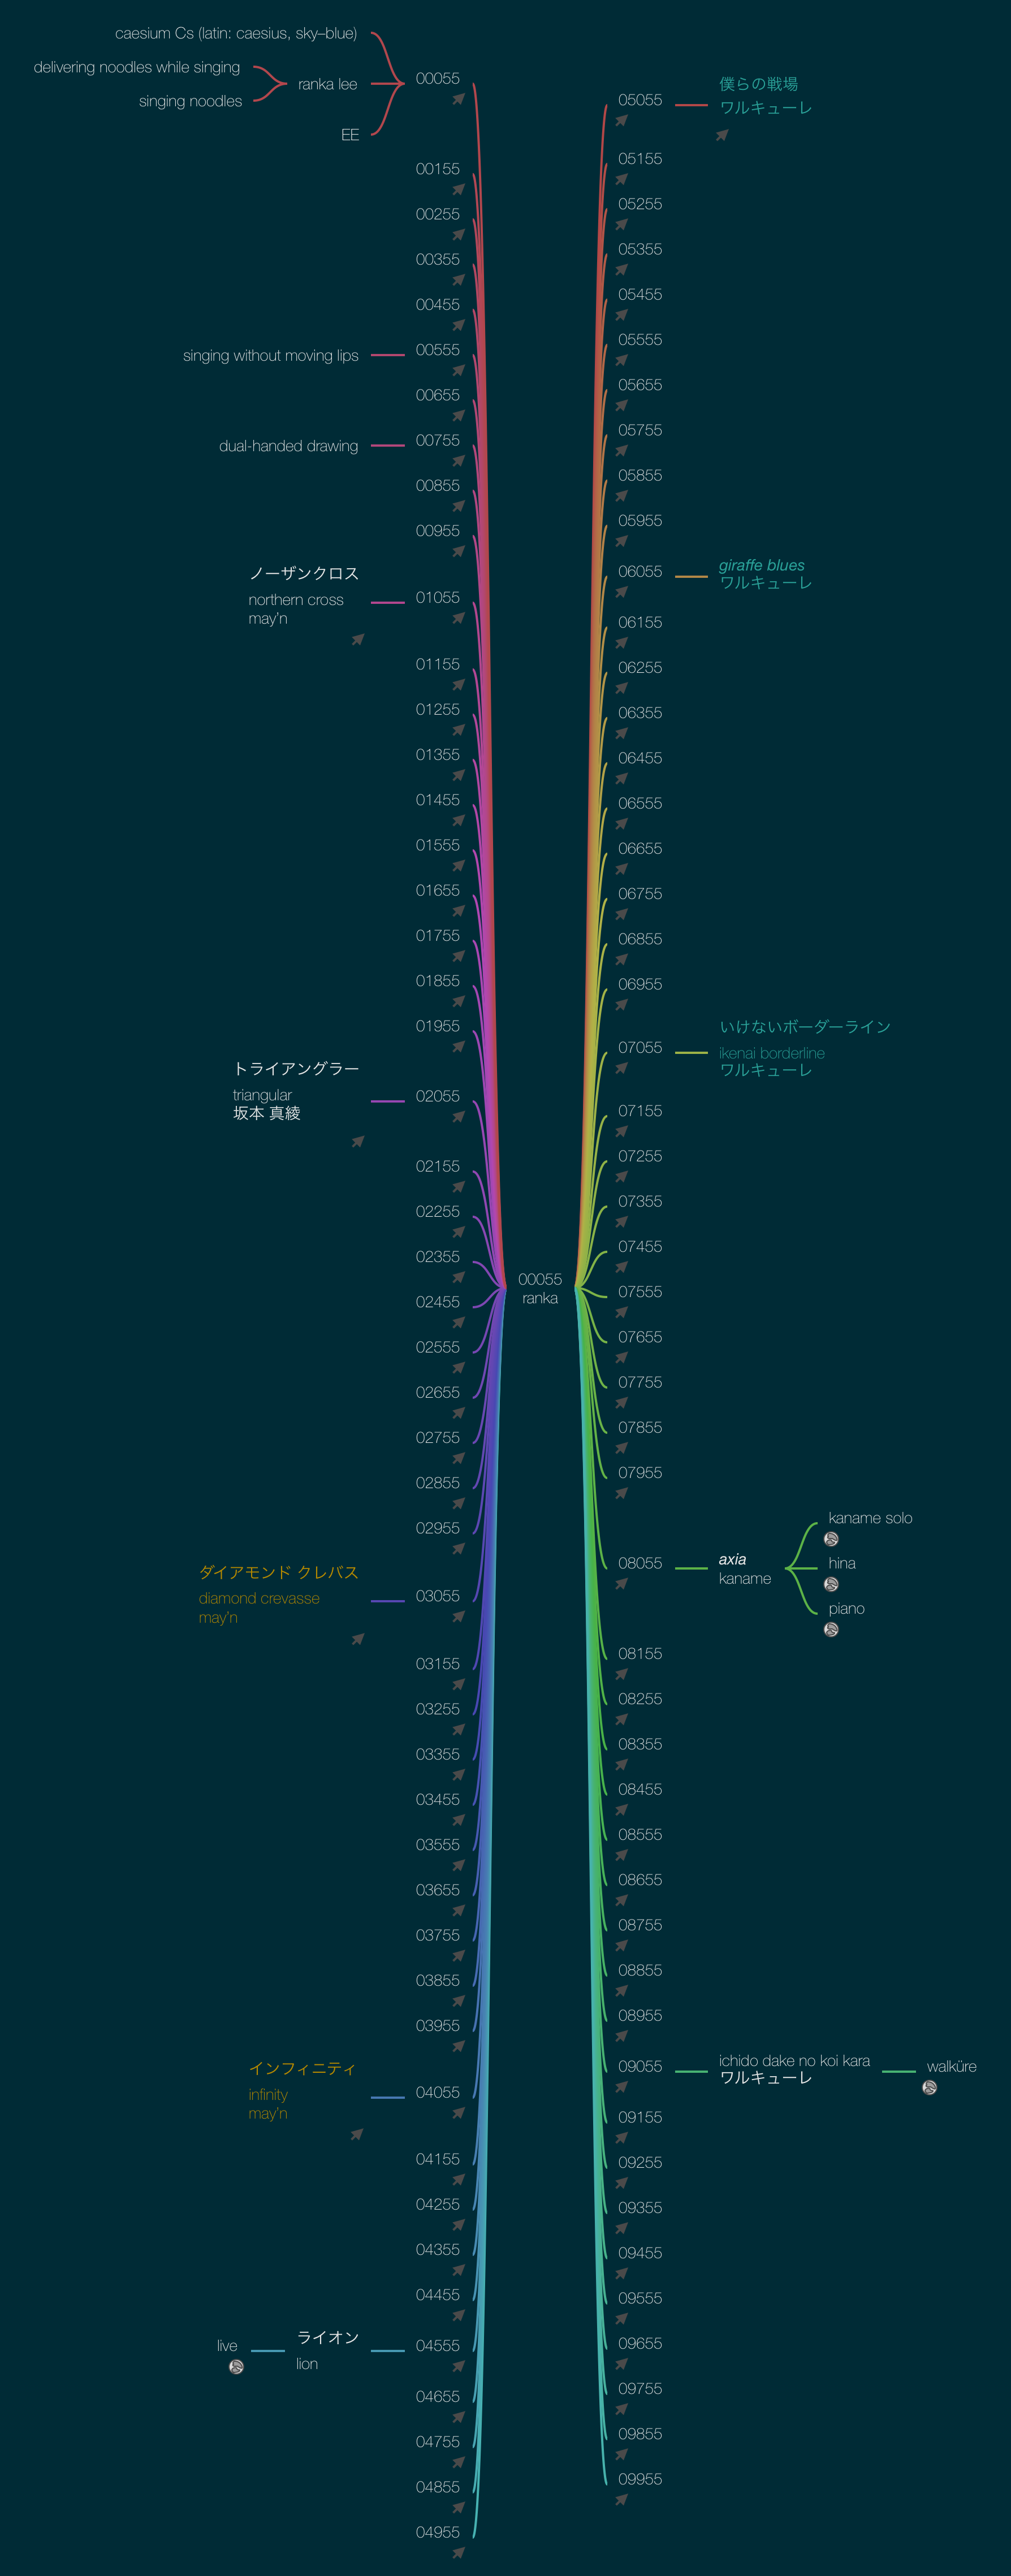 caesium Cs (latin: caesius, sky–blue)
delivering noodles while singing
singing noodles
ranka lee
EE
00055
00155
00255
00355
00455
singing without moving lips
00555
00655
dual-handed drawing
00755
00855
00955
ノーザンクロス
northern cross
may'n
01055
01155
01255
01355
01455
01555
01655
01755
01855
01955
トライアングラー
triangular
坂本 真綾
02055
02155
02255
02355
02455
02555
02655
02755
02855
02955
ダイアモンド クレバス
diamond crevasse
may'n
03055
03155
03255
03355
03455
03555
03655
03755
03855
03955
インフィニティ
infinity
may'n
04055
04155
04255
04355
04455
live
ライオン
lion
04555
04655
04755
04855
04955
00055
ranka
05055
僕らの戦場
ワルキューレ
05155
05255
05355
05455
05555
05655
05755
05855
05955
06055
giraffe blues
ワルキューレ
06155
06255
06355
06455
06555
06655
06755
06855
06955
07055
いけないボーダーライン
ikenai borderline
ワルキューレ
07155
07255
07355
07455
07555
07655
07755
07855
07955
08055
axia
kaname
kaname solo
hina
piano
08155
08255
08355
08455
08555
08655
08755
08855
08955
09055
ichido dake no koi kara
ワルキューレ
walküre
09155
09255
09355
09455
09555
09655
09755
09855
09955